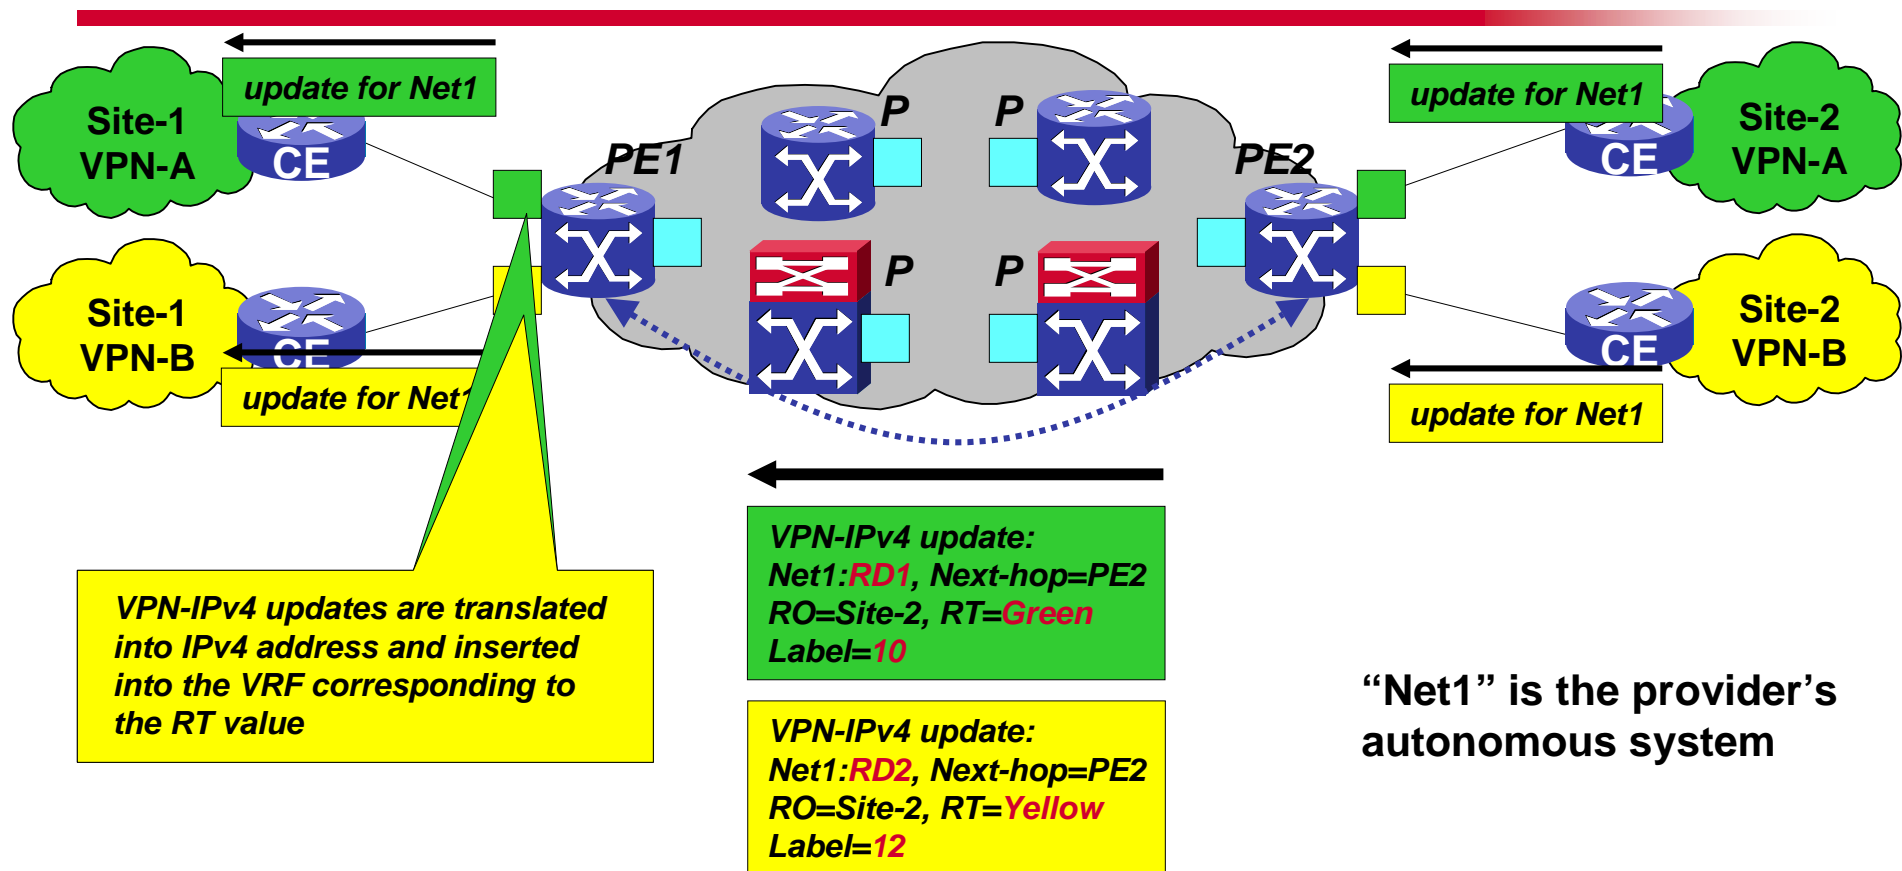 update for Net1
update for Net1
Site-1
VPN-A
CE
P
P
PE1
PE2
CE
Site-2
VPN-A
Site-1
VPN-B
CE
P
P
CE
Site-2
VPN-B
update for Net1
update for Net1
VPN-IPv4 update:
Net1:RD1, Next-hop=PE2
RO=Site-2, RT=Green
Label=10
VPN-IPv4 updates are translated
into IPv4 address and inserted
into the VRF corresponding to
the RT value
“Net1” is the provider’s
autonomous system
VPN-IPv4 update:
Net1:RD2, Next-hop=PE2
RO=Site-2, RT=Yellow
Label=12